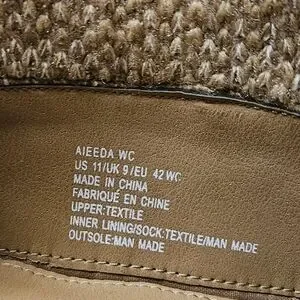 AIEEDA WC
US 11/UK 9/EU 42 WC
MADE IN CHINA
FABRIQUÉ EN CHINE
UPPER:TEXTILE
INNER LINING/SOCK:TEXTILE/MAN MADE
OUTSOLE:MAN MADE